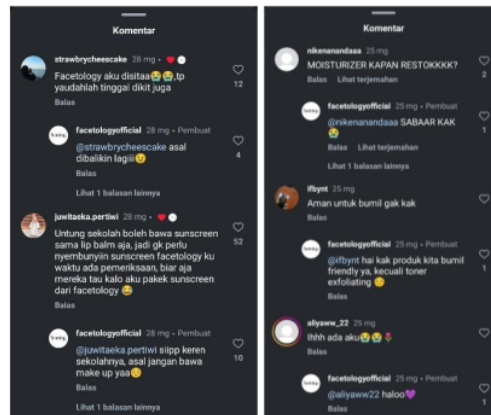 Komentar
strawbrycheescake 28 mg •
Facetology aku disitaa😭😭,tp
yaudahlah tinggal dikit juga
12
Balas
facetologyofficial 28 mg • Pembuat
@strawbrycheescake asal
dibalikin lagiii😉
4
Balas
Lihat 1 balasan lainnya
juwitaeka.pertiwi 28 mg •
Untung sekolah boleh bawa sunscreen
sama lip balm aja, jadi gk perlu
nyembunyiin sunscreen facetology ku
waktu ada pemeriksaan, biar aja
mereka tau kalo aku pakek sunscreen
dari facetology 😂
52
Balas
facetologyofficial 28 mg • Pembuat
@juwitaeka.pertiwi siipp keren
sekolahnya, asal jangan bawa
make up yaa☺️
10
Balas
Lihat 1 balasan lainnya
Komentar
nikenanandaaa 25 mg
MOISTURIZER KAPAN RESTOKKKK?
2
Balas Lihat terjemahan
facetologyofficial 25 mg • Pembuat
@nikenanandaaa SABAAR KAK
😭
1
Balas Lihat terjemahan
Lihat 1 balasan lainnya
ifbynt 25 mg
Aman untuk bumil gak kak
Balas
facetologyofficial 25 mg • Pembuat
@ifbynt hai kak produk kita bumil
friendly ya, kecuali toner
exfoliating ☺️
1
Balas
aliyaww_22 25 mg
Ihhh ada aku😭😭🌷
Balas
facetologyofficial 25 mg • Pembuat
@aliyaww22 haloo💜
1
Balas